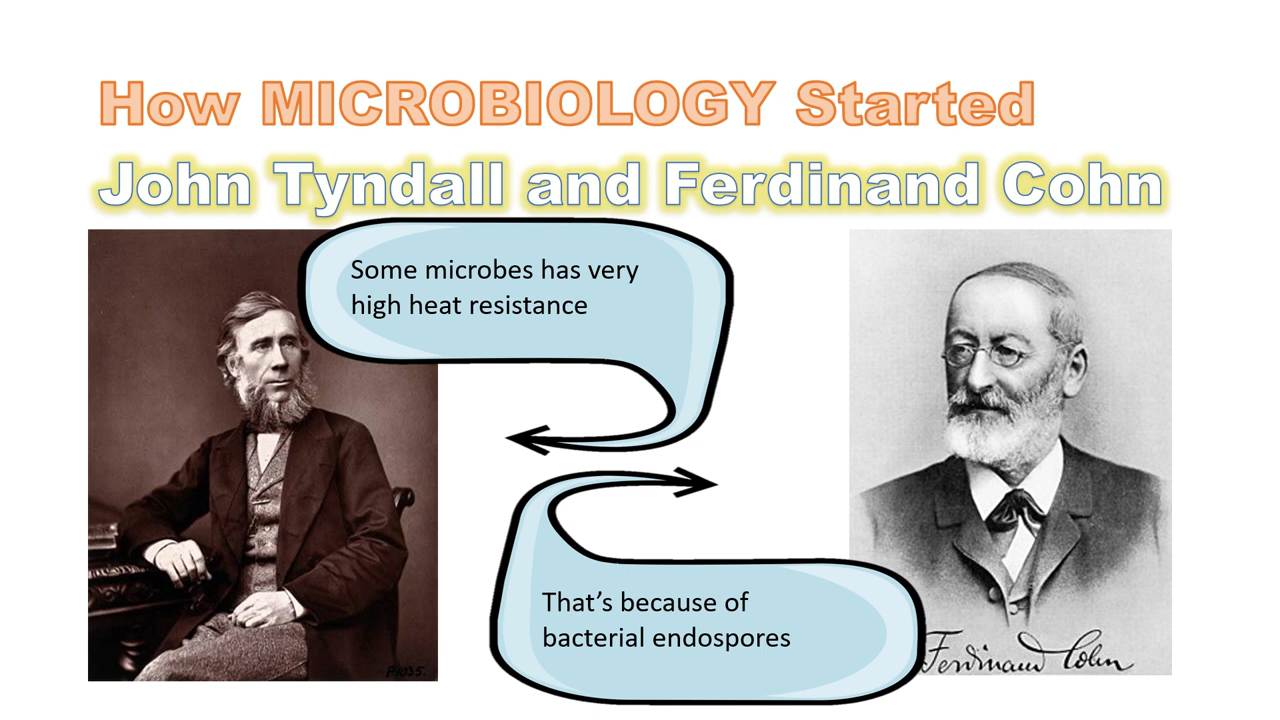 How MICROBIOLOGY Started
John Tyndall and Ferdinand Cohn
Some microbes has very
high heat resistance
That’s because of
bacterial endospores
Ferdinand Cohn